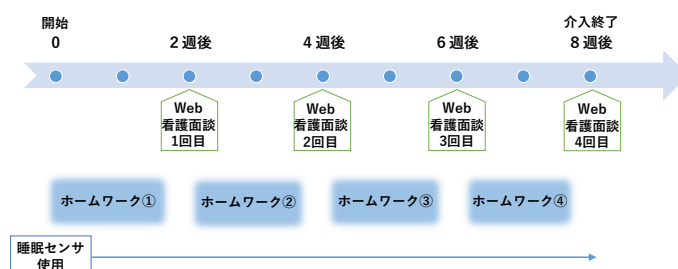 開始
0
2週後
4週後
6週後
介入終了
8週後
Web
看護面談
1回目
Web
看護面談
2回目
Web
看護面談
3回目
Web
看護面談
4回目
ホームワーク①
ホームワーク②
ホームワーク③
ホームワーク④
睡眠センサ
使用